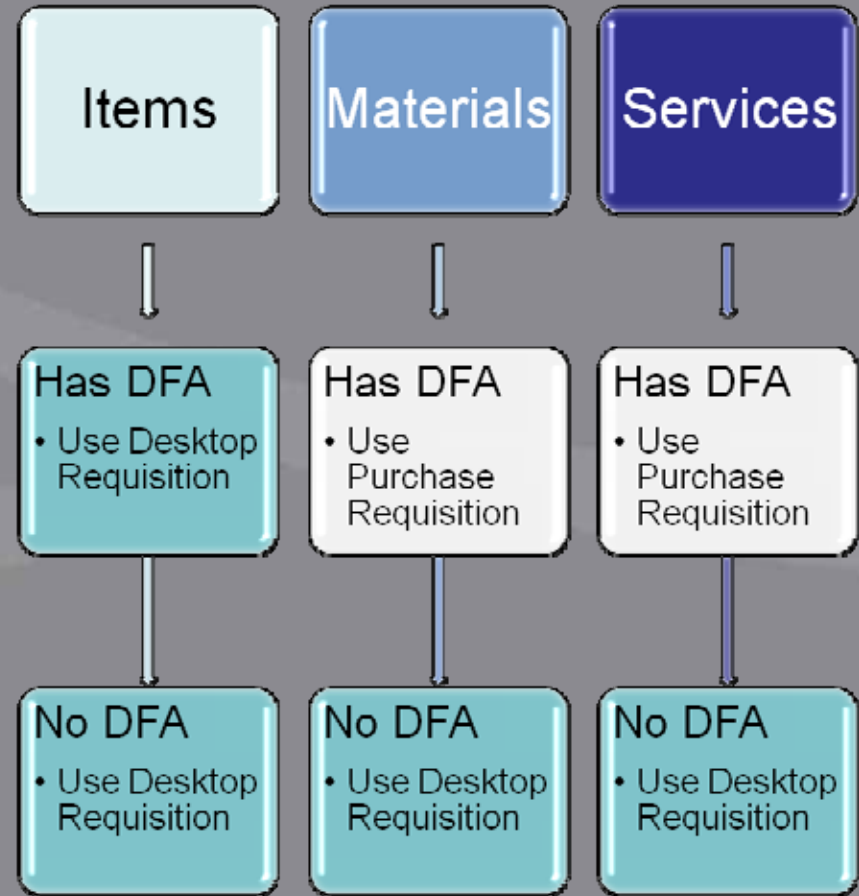 Items
Materials
Services
Has DFA
• Use Desktop
Requisition
Has DFA
• Use
Purchase
Requisition
Has DFA
• Use
Purchase
Requisition
No DFA
• Use Desktop
Requisition
No DFA
• Use Desktop
Requisition
No DFA
• Use Desktop
Requisition